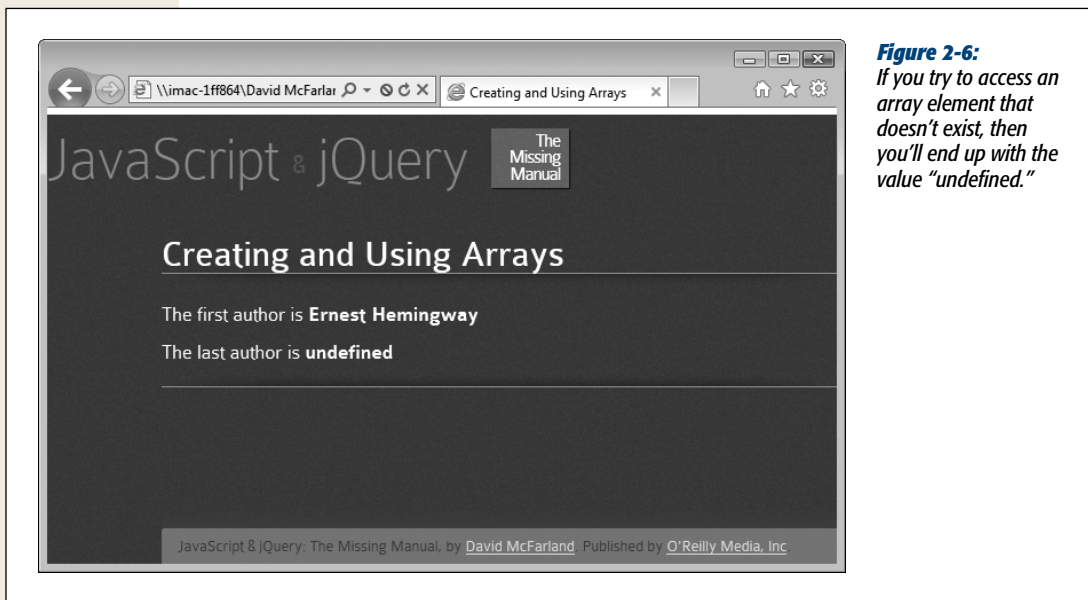 \\imac-1ff864\David McFarlar
Creating and Using Arrays
JavaScript & jQuery
The
Missing
Manual
Creating and Using Arrays
The first author is Ernest Hemingway
The last author is undefined
JavaScript & jQuery: The Missing Manual, by David McFarland. Published by O'Reilly Media, Inc.
Figure 2-6:
If you try to access an
array element that
doesn't exist, then
you'll end up with the
value “undefined.”